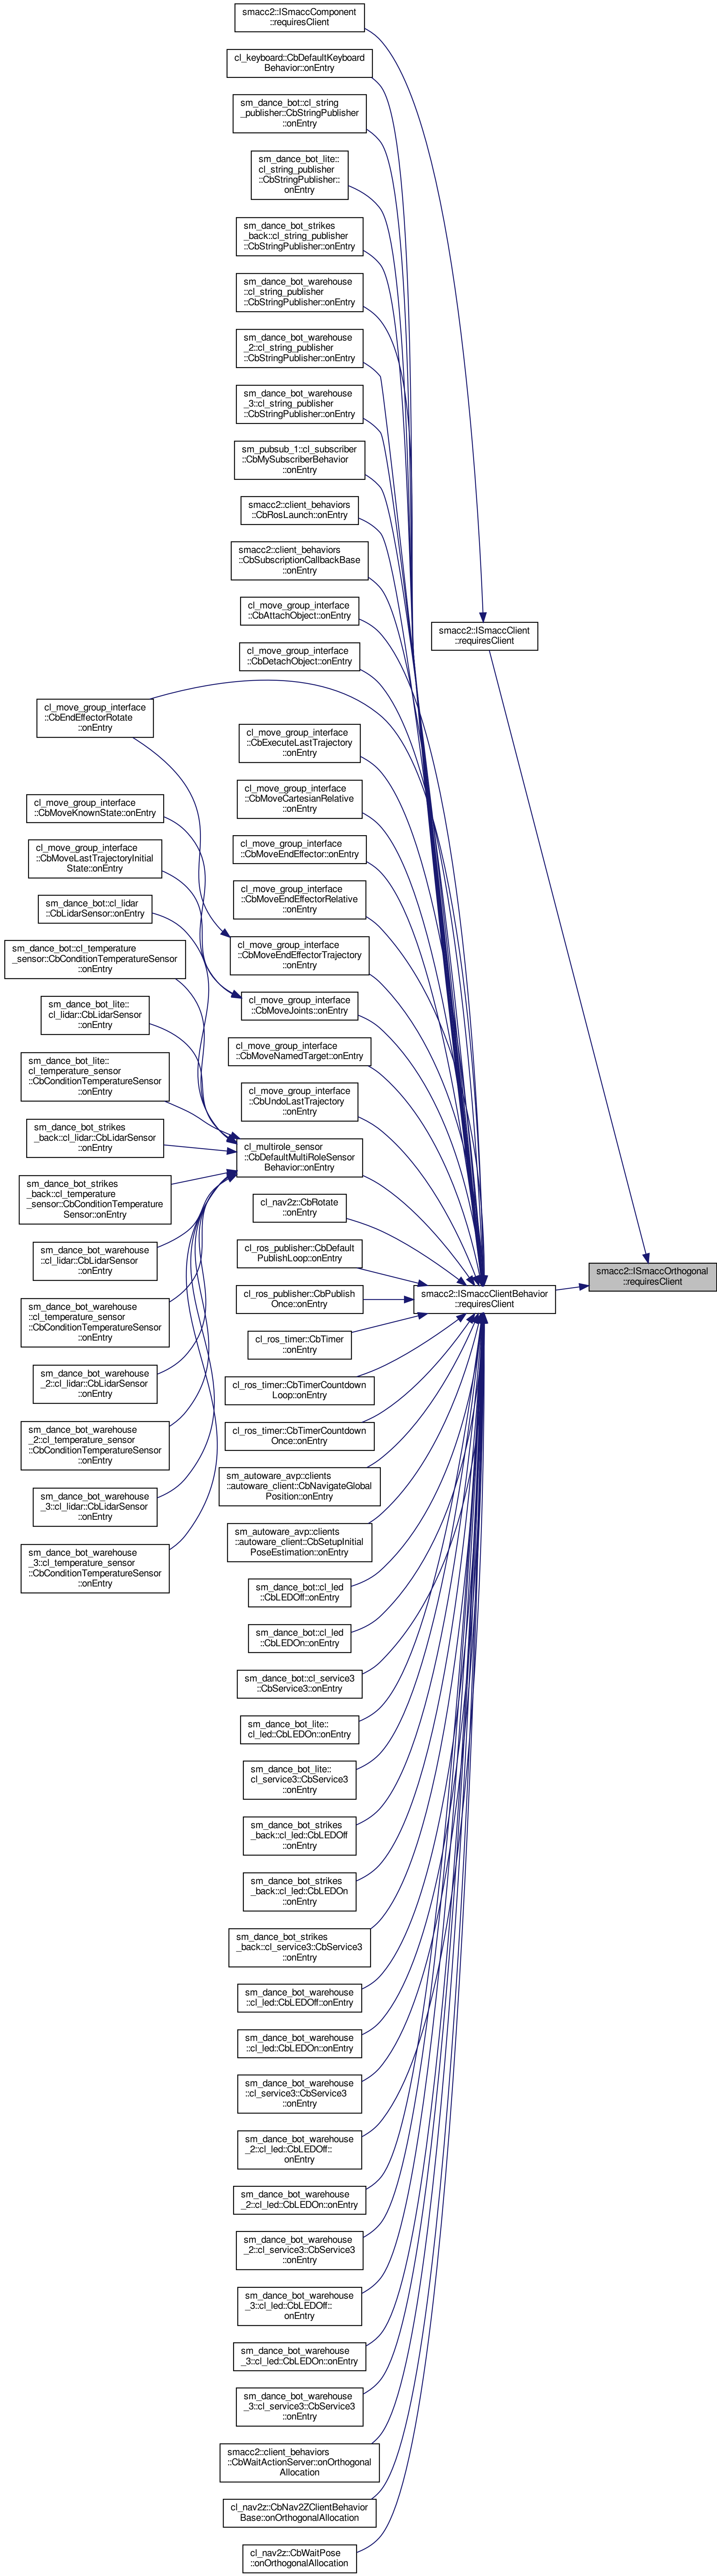 smacc2::ISmaccComponent
::requiresClient
cl_keyboard::CbDefaultKeyboard
Behavior::onEntry
sm_dance_bot::cl_string
_publisher::CbStringPublisher
::onEntry
sm_dance_bot_lite::
cl_string_publisher
::CbStringPublisher::
onEntry
sm_dance_bot_strikes
_back::cl_string_publisher
::CbStringPublisher::onEntry
sm_dance_bot_warehouse
::cl_string_publisher
::CbStringPublisher::onEntry
sm_dance_bot_warehouse
_2::cl_string_publisher
::CbStringPublisher::onEntry
sm_dance_bot_warehouse
_3::cl_string_publisher
::CbStringPublisher::onEntry
sm_pubsub_1::cl_subscriber
::CbMySubscriberBehavior
::onEntry
smacc2::client_behaviors
::CbRosLaunch::onEntry
smacc2::client_behaviors
::CbSubscriptionCallbackBase
::onEntry
cl_move_group_interface
::CbAttachObject::onEntry
smacc2::ISmaccClient
::requiresClient
cl_move_group_interface
::CbDetachObject::onEntry
cl_move_group_interface
::CbEndEffectorRotate
::onEntry
cl_move_group_interface
::CbExecuteLastTrajectory
::onEntry
cl_move_group_interface
::CbMoveKnownState::onEntry
cl_move_group_interface
::CbMoveCartesianRelative
::onEntry
cl_move_group_interface
::CbMoveLastTrajectoryInitial
State::onEntry
cl_move_group_interface
::CbMoveEndEffector::onEntry
sm_dance_bot::cl_lidar
::CbLidarSensor::onEntry
cl_move_group_interface
::CbMoveEndEffectorRelative
::onEntry
sm_dance_bot::cl_temperature
_sensor::CbConditionTemperatureSensor
::onEntry
cl_move_group_interface
::CbMoveEndEffectorTrajectory
::onEntry
sm_dance_bot_lite::
cl_lidar::CbLidarSensor
::onEntry
cl_move_group_interface
::CbMoveJoints::onEntry
sm_dance_bot_lite::
cl_temperature_sensor
::CbConditionTemperatureSensor
::onEntry
cl_move_group_interface
::CbMoveNamedTarget::onEntry
cl_move_group_interface
::CbUndoLastTrajectory
::onEntry
sm_dance_bot_strikes
_back::cl_lidar::CbLidarSensor
::onEntry
cl_multirole_sensor
::CbDefaultMultiRoleSensor
Behavior::onEntry
sm_dance_bot_strikes
_back::cl_temperature
_sensor::CbConditionTemperature
Sensor::onEntry
cl_nav2z::CbRotate
::onEntry
sm_dance_bot_warehouse
::cl_lidar::CbLidarSensor
::onEntry
cl_ros_publisher::CbDefault
PublishLoop::onEntry
smacc2::ISmaccOrthogonal
::requiresClient
sm_dance_bot_warehouse
::cl_temperature_sensor
::CbConditionTemperatureSensor
::onEntry
cl_ros_publisher::CbPublish
Once::onEntry
smacc2::ISmaccClientBehavior
::requiresClient
cl_ros_timer::CbTimer
::onEntry
sm_dance_bot_warehouse
_2::cl_lidar::CbLidarSensor
::onEntry
cl_ros_timer::CbTimerCountdown
Loop::onEntry
sm_dance_bot_warehouse
_2::cl_temperature_sensor
::CbConditionTemperatureSensor
::onEntry
cl_ros_timer::CbTimerCountdown
Once::onEntry
sm_autoware_avp::clients
::autoware_client::CbNavigateGlobal
Position::onEntry
sm_dance_bot_warehouse
_3::cl_lidar::CbLidarSensor
::onEntry
sm_autoware_avp::clients
::autoware_client::CbSetupInitial
PoseEstimation::onEntry
sm_dance_bot_warehouse
_3::cl_temperature_sensor
::CbConditionTemperatureSensor
::onEntry
sm_dance_bot::cl_led
::CbLEDOff::onEntry
sm_dance_bot::cl_led
::CbLEDOn::onEntry
sm_dance_bot::cl_service3
::CbService3::onEntry
sm_dance_bot_lite::
cl_led::CbLEDOn::onEntry
sm_dance_bot_lite::
cl_service3::CbService3
::onEntry
sm_dance_bot_strikes
_back::cl_led::CbLEDOff
::onEntry
sm_dance_bot_strikes
_back::cl_led::CbLEDOn
::onEntry
sm_dance_bot_strikes
_back::cl_service3::CbService3
::onEntry
sm_dance_bot_warehouse
::cl_led::CbLEDOff::onEntry
sm_dance_bot_warehouse
::cl_led::CbLEDOn::onEntry
sm_dance_bot_warehouse
::cl_service3::CbService3
::onEntry
sm_dance_bot_warehouse
_2::cl_led::CbLEDOff::
onEntry
sm_dance_bot_warehouse
_2::cl_led::CbLEDOn::onEntry
sm_dance_bot_warehouse
_2::cl_service3::CbService3
::onEntry
sm_dance_bot_warehouse
_3::cl_led::CbLEDOff::
onEntry
sm_dance_bot_warehouse
_3::cl_led::CbLEDOn::onEntry
sm_dance_bot_warehouse
_3::cl_service3::CbService3
::onEntry
smacc2::client_behaviors
::CbWaitActionServer::onOrthogonal
Allocation
cl_nav2z::CbNav2ZClientBehavior
Base::onOrthogonalAllocation
cl_nav2z::CbWaitPose
::onOrthogonalAllocation